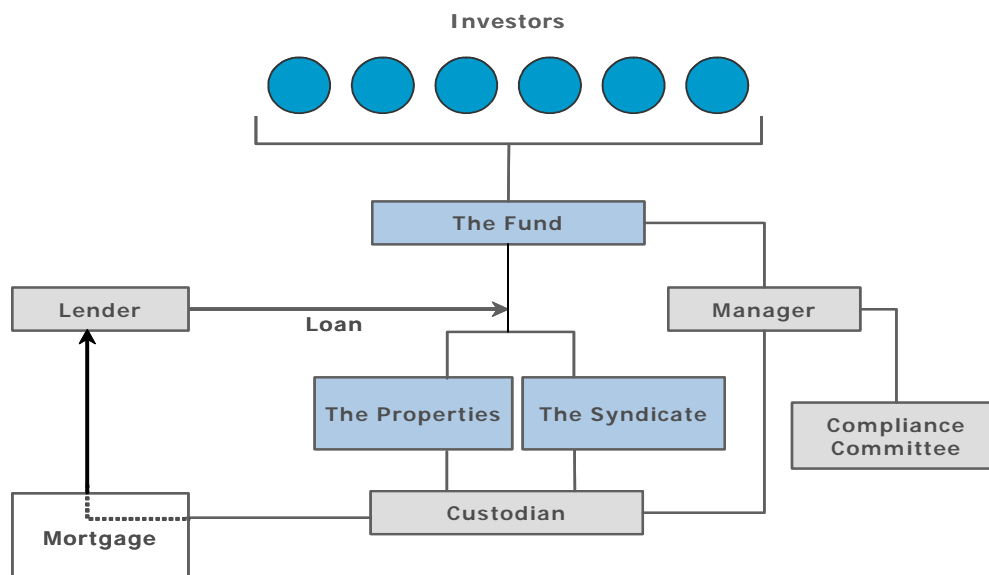 Investors
The Fund
Lender
Loan
Manager
The Properties
The Syndicate
Compliance
Committee
Custodian
Mortgage